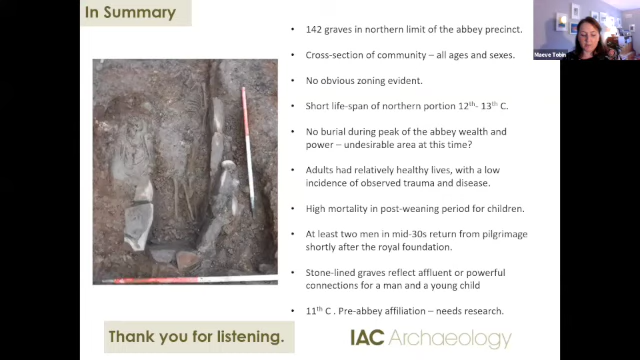 In Summary
• 142 graves in northern limit of the abbey precinct.
• Cross-section of community – all ages and sexes.
• No obvious zoning evident.
• Short life-span of northern portion 12th- 13th C.
• No burial during peak of the abbey wealth and
power – undesirable area at this time?
• Adults had relatively healthy lives, with a low
incidence of observed trauma and disease.
• High mortality in post-weaning period for children.
• At least two men in mid-30s return from pilgrimage
shortly after the royal foundation.
• Stone-lined graves reflect affluent or powerful
connections for a man and a young child
• 11th C . Pre-abbey affiliation – needs research.
Thank you for listening.
IAC Archaeology
Maeve Tobin